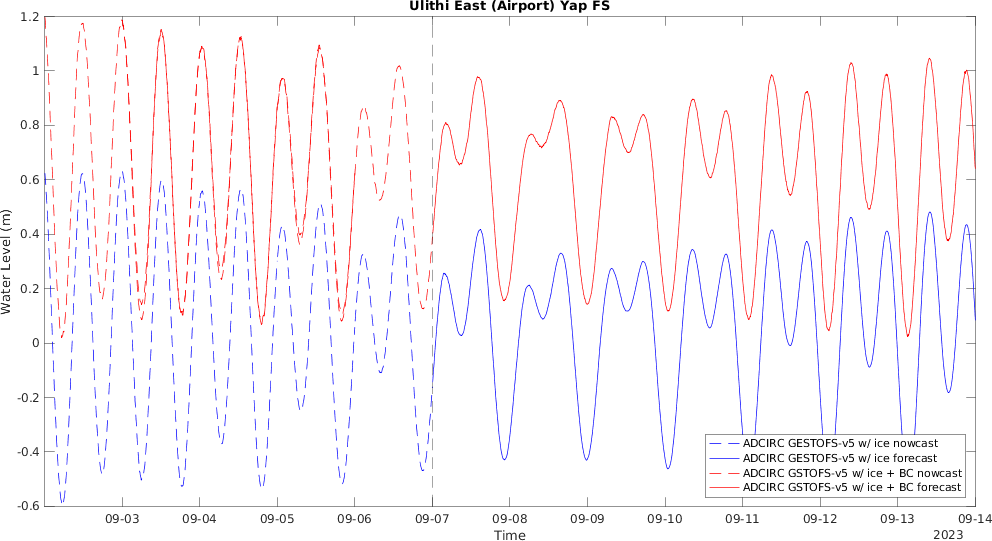 Ulithi East (Airport) Yap FS
Water Level (m)
1.2
1
0.8
0.6
0.4
0.2
0
-0.2
-0.4
-0.6
ADCIRC GESTOFS-v5 w/ ice nowcast
ADCIRC GESTOFS-v5 w/ ice forecast
ADCIRC GSTOFS-v5 w/ ice + BC nowcast
ADCIRC GSTOFS-v5 w/ ice + BC forecast
09-03 09-04 09-05 09-06 09-07 09-08 09-09 09-10 09-11 09-12 09-13 09-14
Time
2023